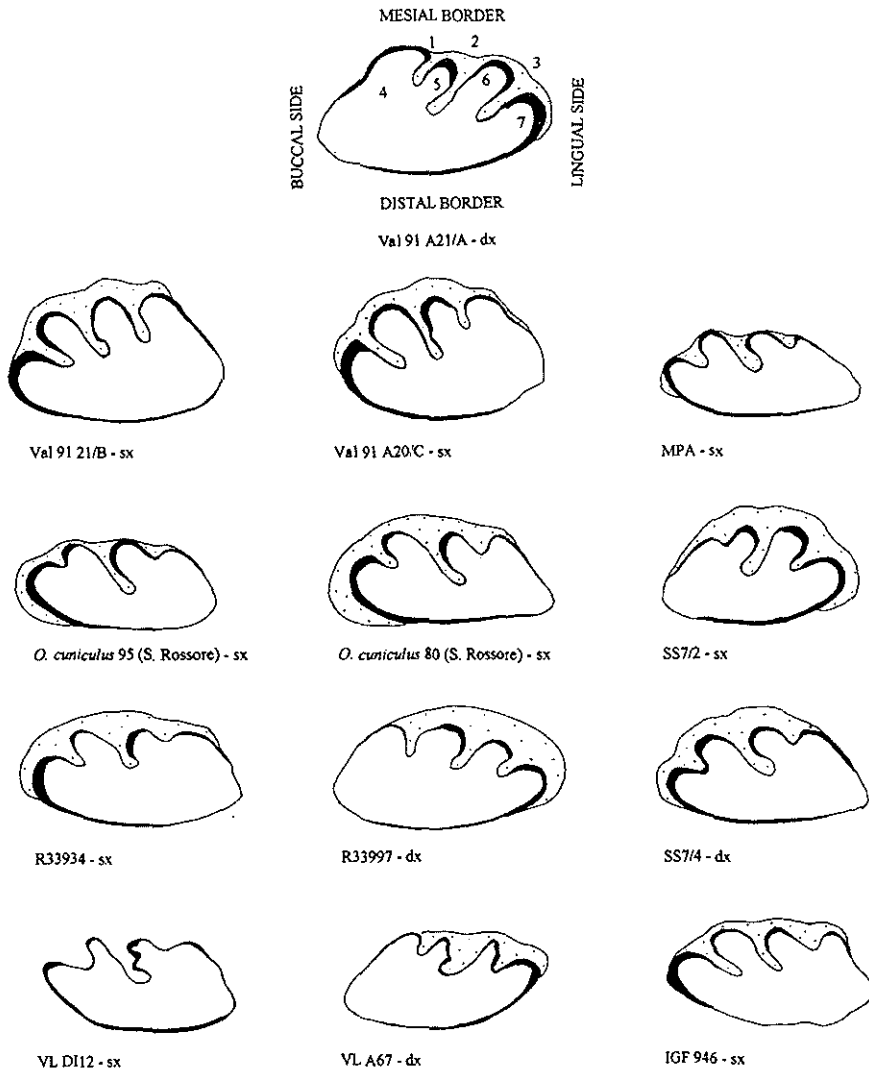 MESIAL BORDER
1 2 3
4 5 6 7
BUCCAL SIDE
LINGUAL SIDE
DISTAL BORDER
Val 91 A21/A - dx
Val 91 21/B - sx
Val 91 A20/C - sx
MPA - sx
O. cuniculus 95 (S. Rossore) - sx
O. cuniculus 80 (S. Rossore) - sx
SS7/2 - sx
R33934 - sx
R33997 - dx
SS7/4 - dx
VL DI12 - sx
VL A67 - dx
IGF 946 - sx